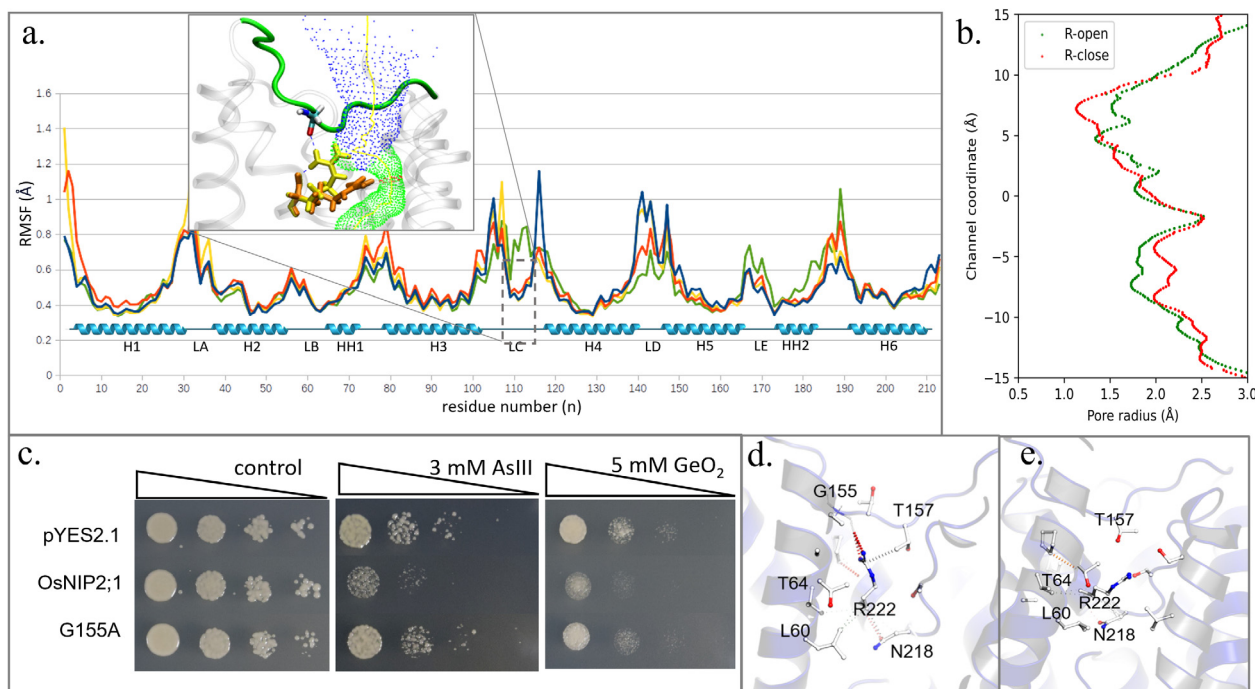 a.
RMSF (Å)
1.6
1.4
1.2
1
0.8
0.6
0.4
0.2
0
H1 LA H2 LB HH1 H3 LC H4 LD H5 LE HH2 H6
0 10 20 30 40 50 60 70 80 90 100 110 120 130 140 150 160 170 180 190 200 210
residue number (n)
b.
R-open
R-close
Channel coordinate (Å)
15
10
5
0
−5
−10
−15
0.5 1.0 1.5 2.0 2.5 3.0
Pore radius (Å)
c.
control
3 mM AsIII
5 mM GeO₂
pYES2.1
OsNIP2;1
G155A
d.
G155
T157
T64
R222
L60
N218
e.
T157
T64
R222
L60
N218